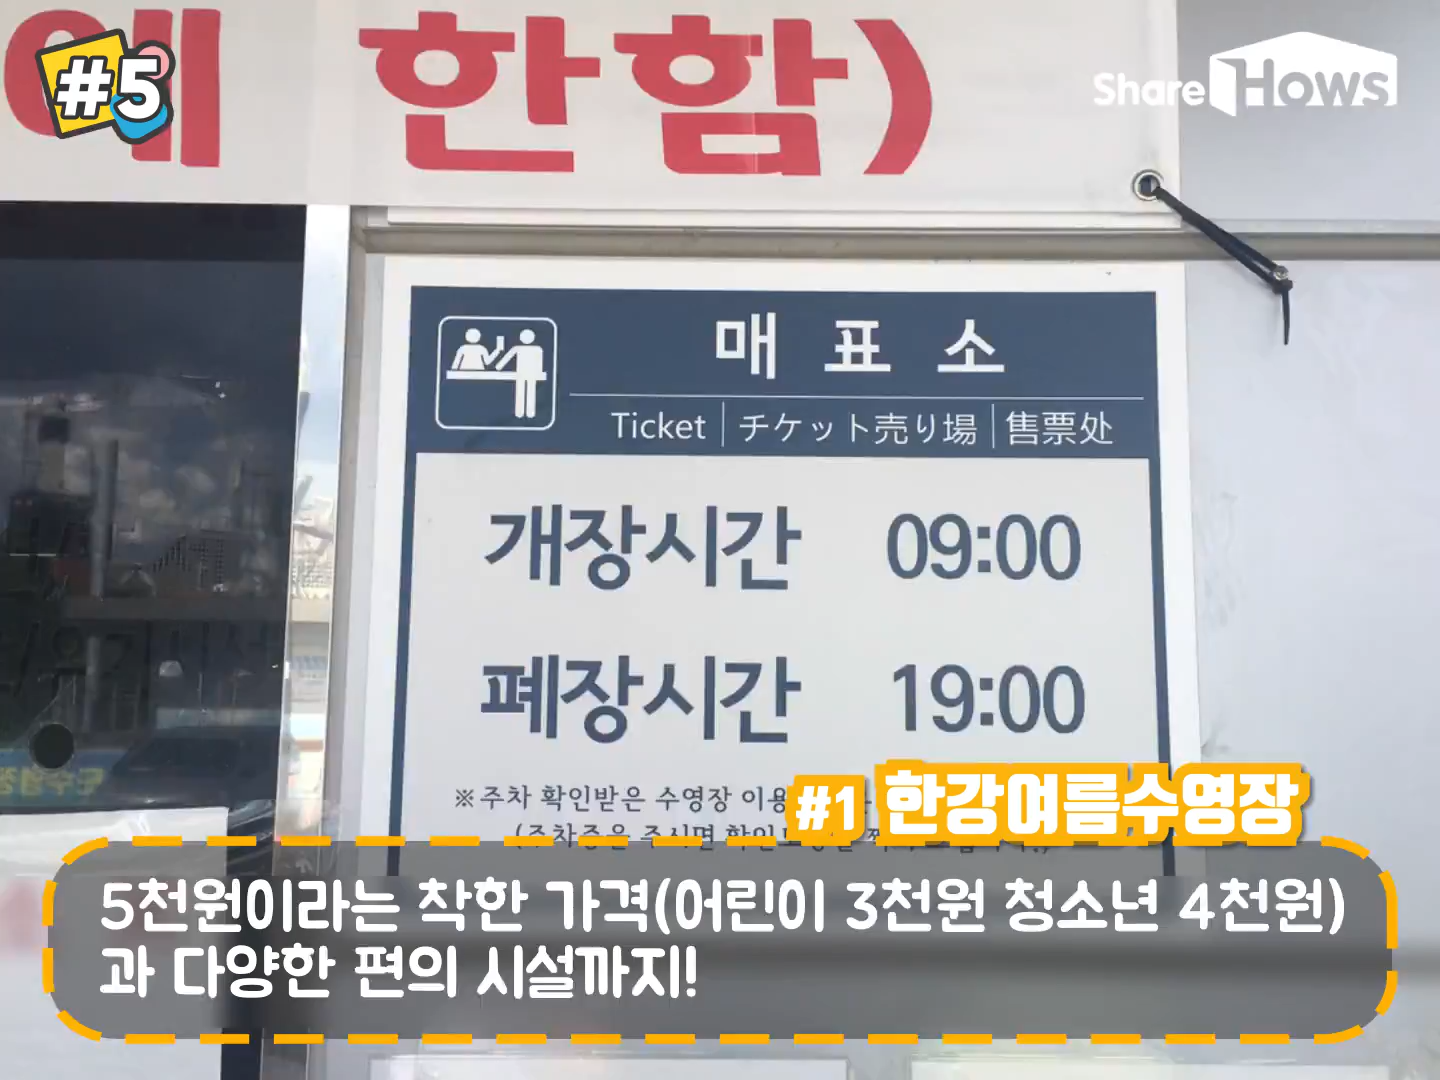 #5
에 한함)
Share HOWS
매 표 소
Ticket | チケット売り場 | 售票处
개장시간 09:00
폐장시간 19:00
※주차 확인받은 수영장 이용
#1 한강여름수영장
5천원이라는 착한 가격(어린이 3천원 청소년 4천원)
과 다양한 편의 시설까지!